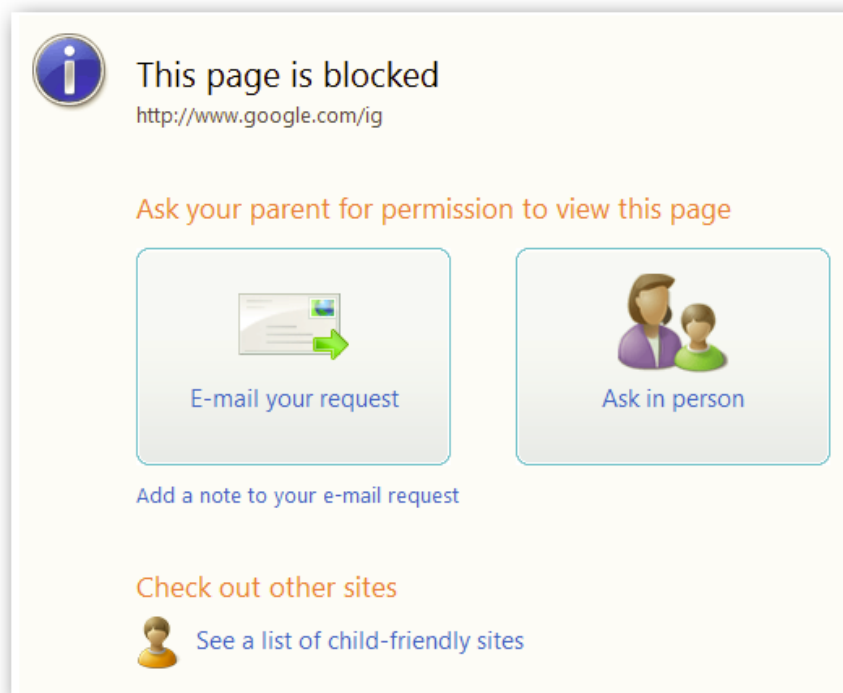 This page is blocked
http://www.google.com/ig
Ask your parent for permission to view this page
E-mail your request
Ask in person
Add a note to your e-mail request
Check out other sites
See a list of child-friendly sites